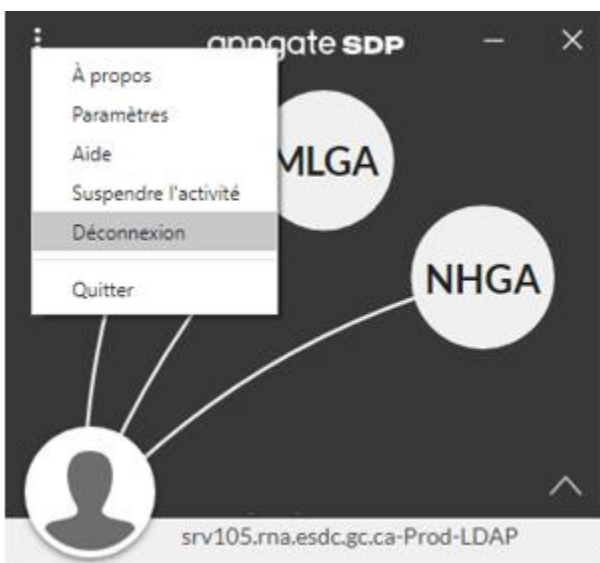 appgate SDP
À propos
Paramètres
Aide
Suspendre l'activité
Déconnexion
Quitter
MLGA
NHGA
srv105.rna.esdc.gc.ca-Prod-LDAP